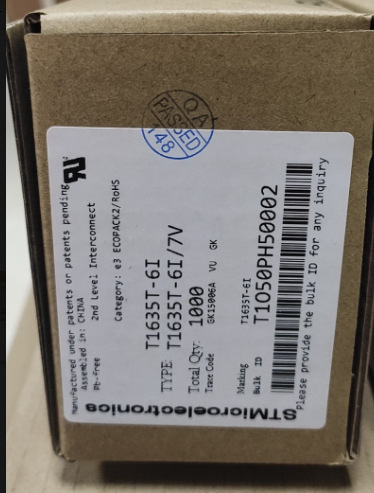 QA
PASSED
148
Manufactured under patents or patents pending
Assembled in: CHINA
Pb-free
2nd Level Interconnect
Category: e3 ECOPACK2/RoHS
T1635T-6I
TYPE T1635T-6I/7V
Total Qty: 1000
Trace Code GK15006A VU GK
Marking T1635T-6I
Bulk ID T1O50PH50002
Please provide the bulk ID for any inquiry
STMicroelectronics